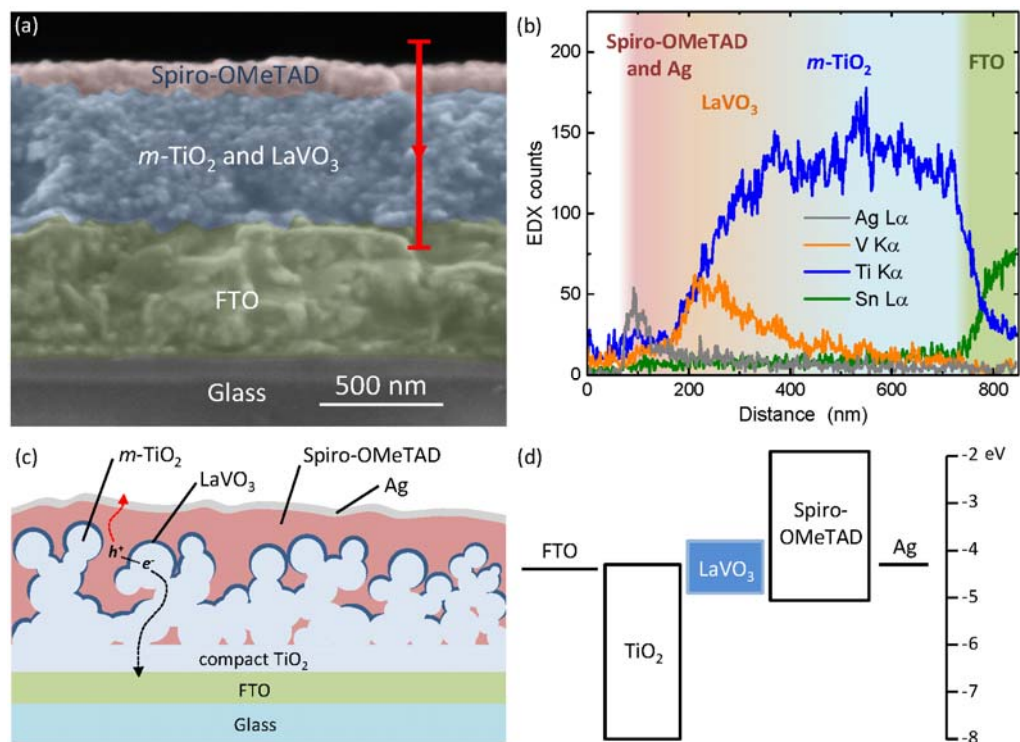 (a)
Spiro-OMeTAD
m-TiO₂ and LaVO₃
FTO
Glass
500 nm
(b)
Spiro-OMeTAD
and Ag
m-TiO₂
FTO
LaVO₃
EDX counts
200
150
100
50
0
Ag Lα
V Kα
Ti Kα
Sn Lα
0
200
400
600
800
Distance (nm)
(c)
m-TiO₂
LaVO₃
Spiro-OMeTAD
Ag
h⁺
e⁻
compact TiO₂
FTO
Glass
(d)
FTO
TiO₂
LaVO₃
Spiro-
OMeTAD
Ag
-2 eV
-3
-4
-5
-6
-7
-8